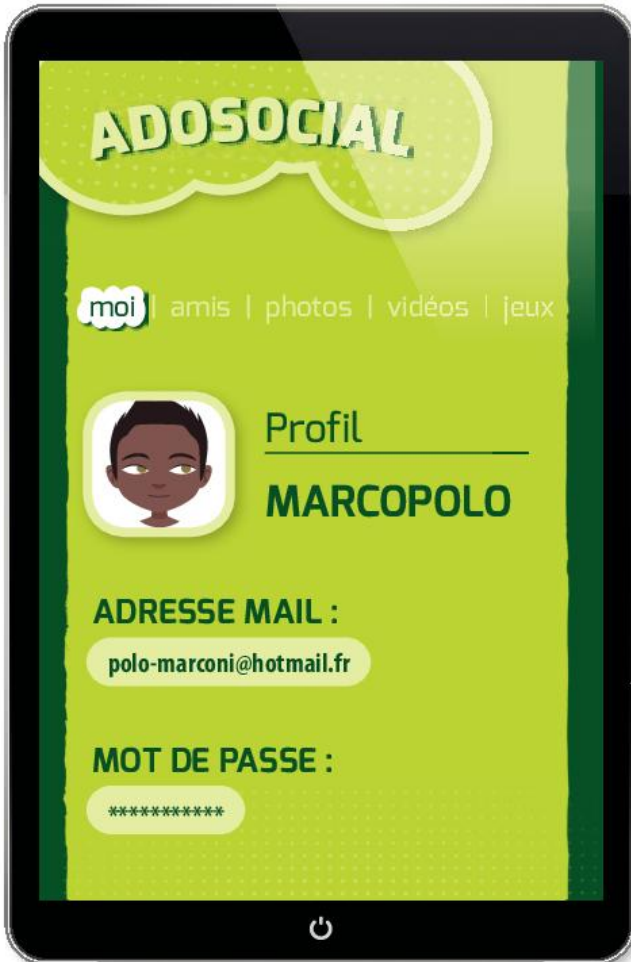 ADOSOCIAL
moi | amis | photos | vidéos | jeux
Profil
MARCOPOLO
ADRESSE MAIL :
polo-marconi@hotmail.fr
MOT DE PASSE :
***********